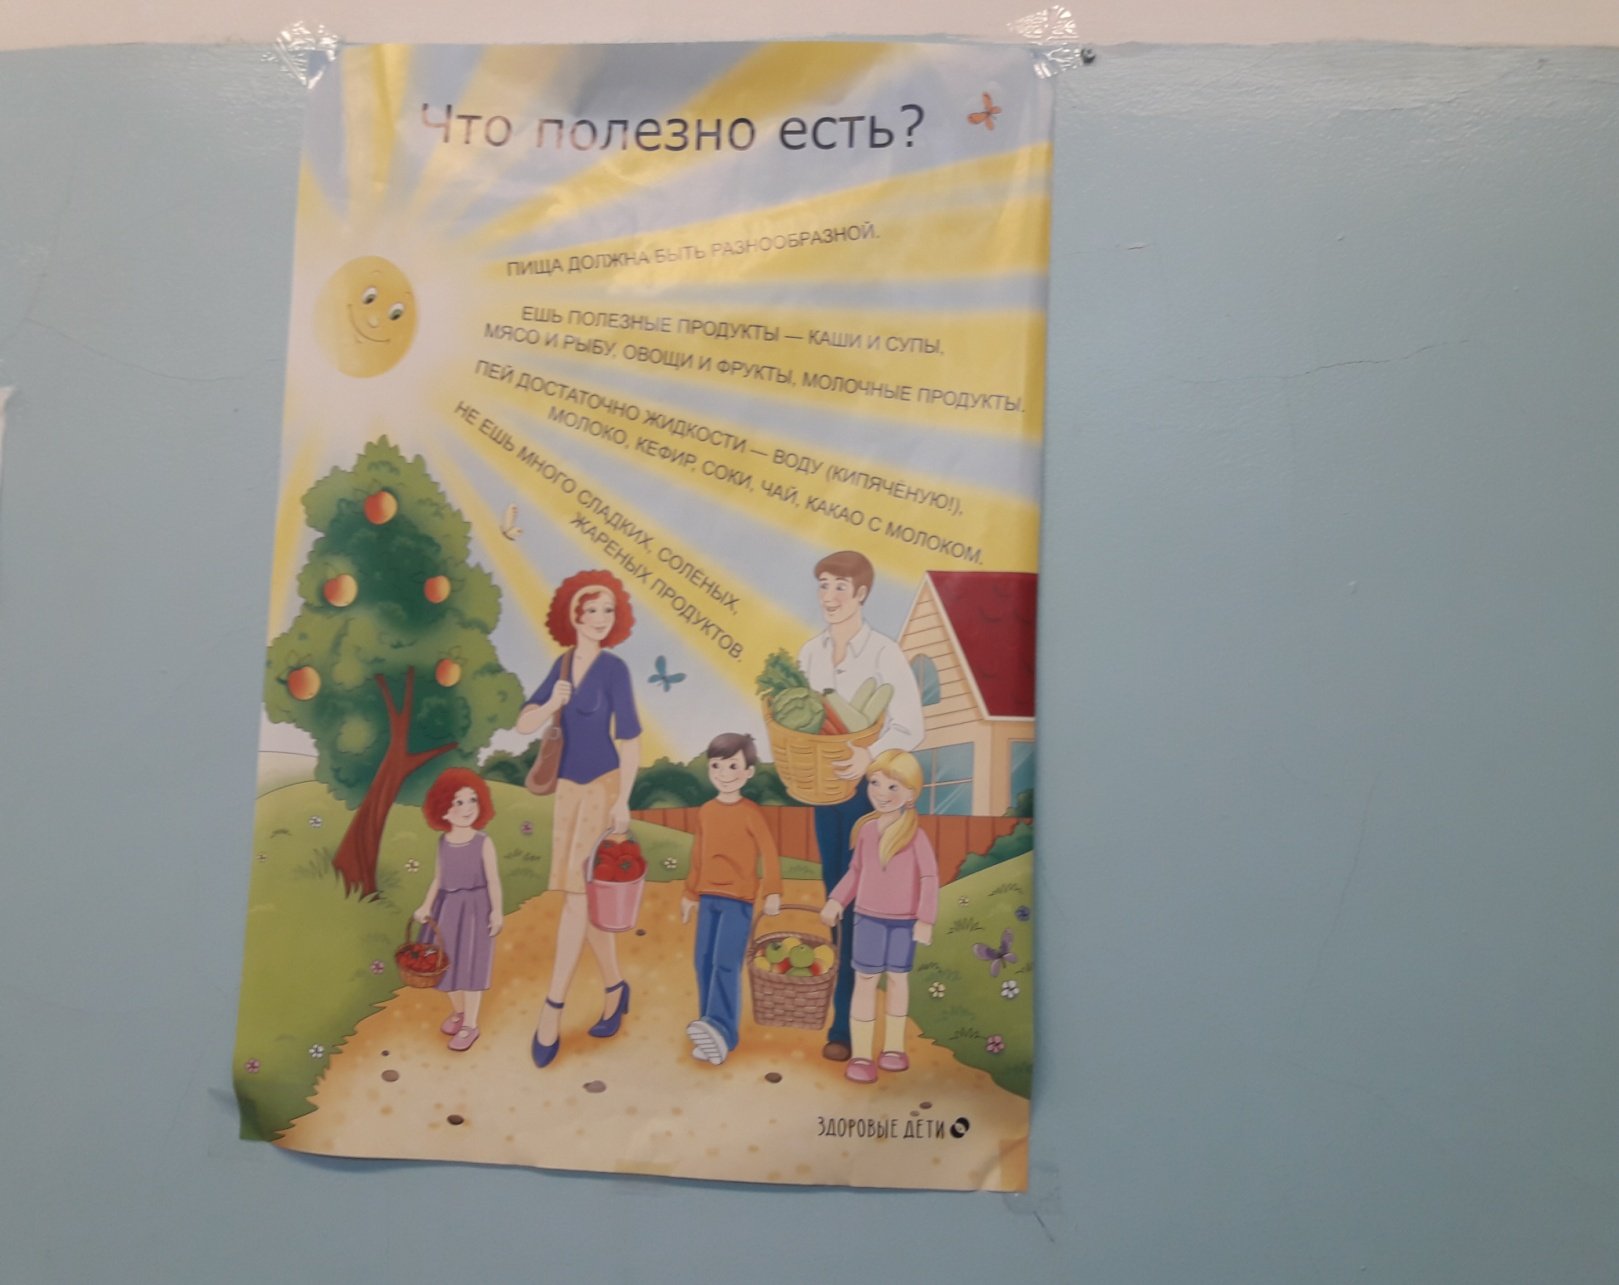 Что полезно есть?
ПИЩА ДОЛЖНА БЫТЬ РАЗНООБРАЗНОЙ.
ЕШЬ ПОЛЕЗНЫЕ ПРОДУКТЫ — КАШИ И СУПЫ,
МЯСО И РЫБУ, ОВОЩИ И ФРУКТЫ, МОЛОЧНЫЕ ПРОДУКТЫ.
ПЕЙ ДОСТАТОЧНО ЖИДКОСТИ — ВОДУ (КИПЯЧЁНУЮ!),
МОЛОКО, КЕФИР, СОКИ, ЧАЙ, КАКАО С МОЛОКОМ.
НЕ ЕШЬ МНОГО СЛАДКИХ, СОЛЁНЫХ,
ЖАРЕНЫХ ПРОДУКТОВ.
ЗДОРОВЫЕ ДЕТИ